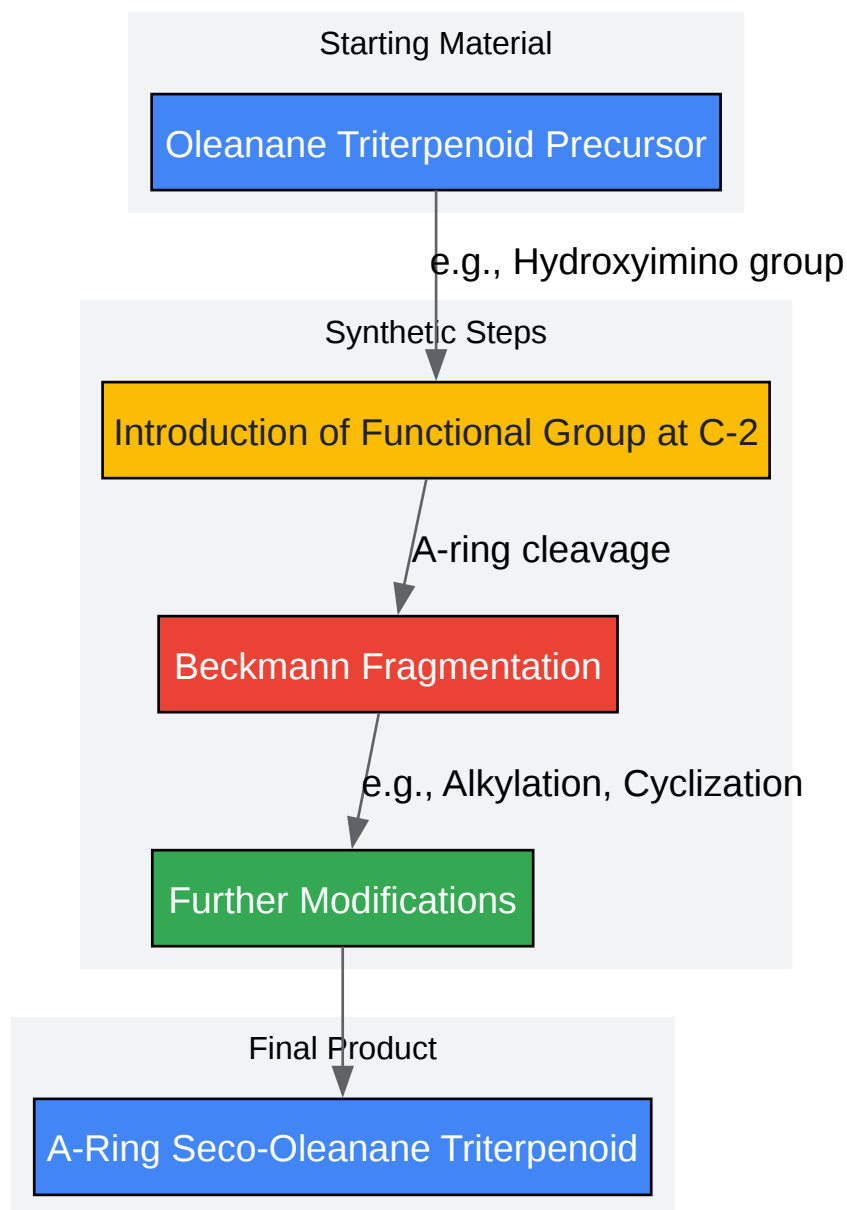 Starting Material
Oleanane Triterpenoid Precursor
e.g., Hydroxyimino group
Synthetic Steps
Introduction of Functional Group at C-2
A-ring cleavage
Beckmann Fragmentation
e.g., Alkylation, Cyclization
Further Modifications
Final Product
A-Ring Seco-Oleanane Triterpenoid